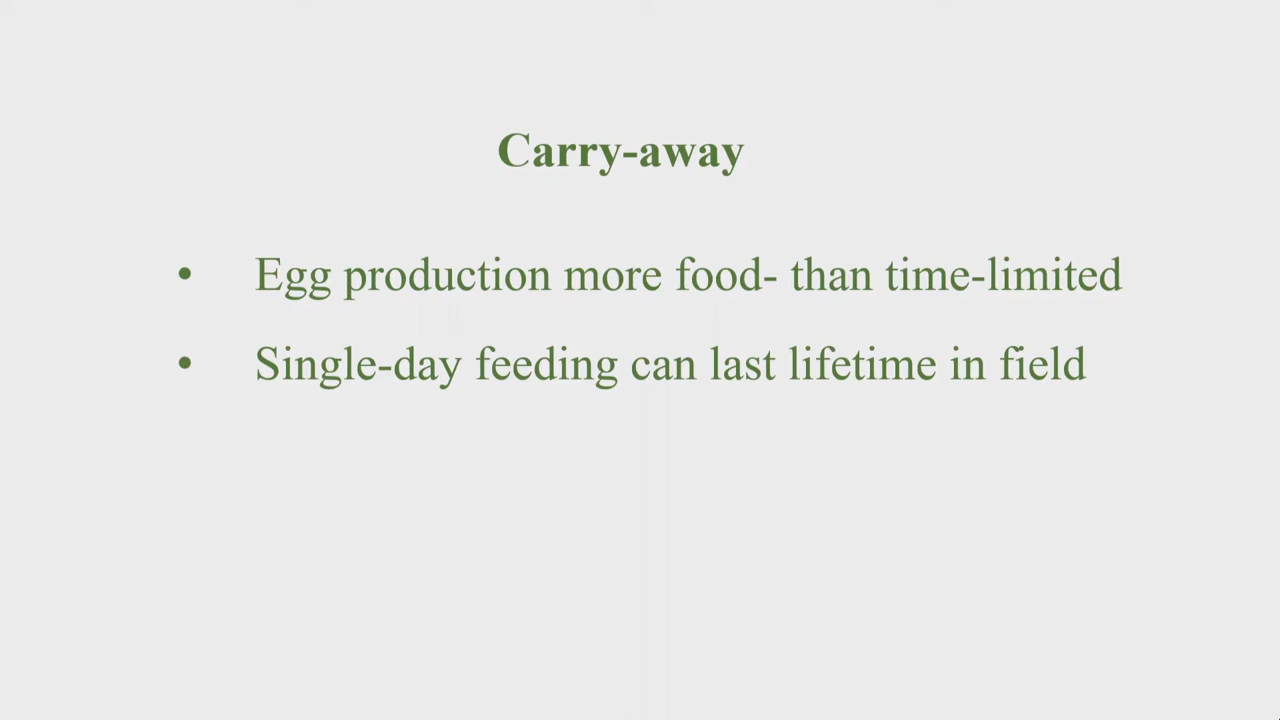 Carry-away
• Egg production more food- than time-limited
• Single-day feeding can last lifetime in field